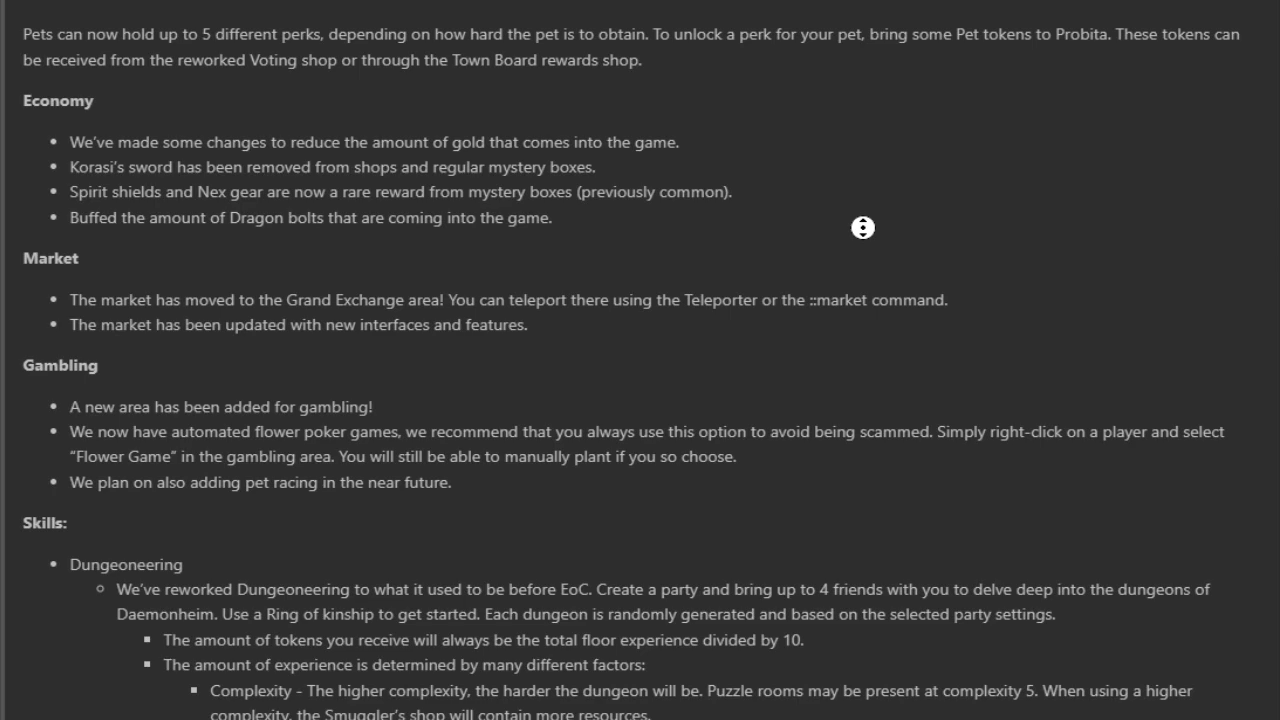 Pets can now hold up to 5 different perks, depending on how hard the pet is to obtain. To unlock a perk for your pet, bring some Pet tokens to Probita. These tokens can
be received from the reworked Voting shop or through the Town Board rewards shop.
Economy
• We've made some changes to reduce the amount of gold that comes into the game.
• Korasi's sword has been removed from shops and regular mystery boxes.
• Spirit shields and Nex gear are now a rare reward from mystery boxes (previously common).
• Buffed the amount of Dragon bolts that are coming into the game.
Market
• The market has moved to the Grand Exchange area! You can teleport there using the Teleporter or the ::market command.
• The market has been updated with new interfaces and features.
Gambling
• A new area has been added for gambling!
• We now have automated flower poker games, we recommend that you always use this option to avoid being scammed. Simply right-click on a player and select
"Flower Game" in the gambling area. You will still be able to manually plant if you so choose.
• We plan on also adding pet racing in the near future.
Skills:
• Dungeoneering
◦ We've reworked Dungeoneering to what it used to be before EoC. Create a party and bring up to 4 friends with you to delve deep into the dungeons of
Daemonheim. Use a Ring of kinship to get started. Each dungeon is randomly generated and based on the selected party settings.
▪ The amount of tokens you receive will always be the total floor experience divided by 10.
▪ The amount of experience is determined by many different factors:
▪ Complexity - The higher complexity, the harder the dungeon will be. Puzzle rooms may be present at complexity 5. When using a higher
complexity, the Smuggler's shop will contain more resources.